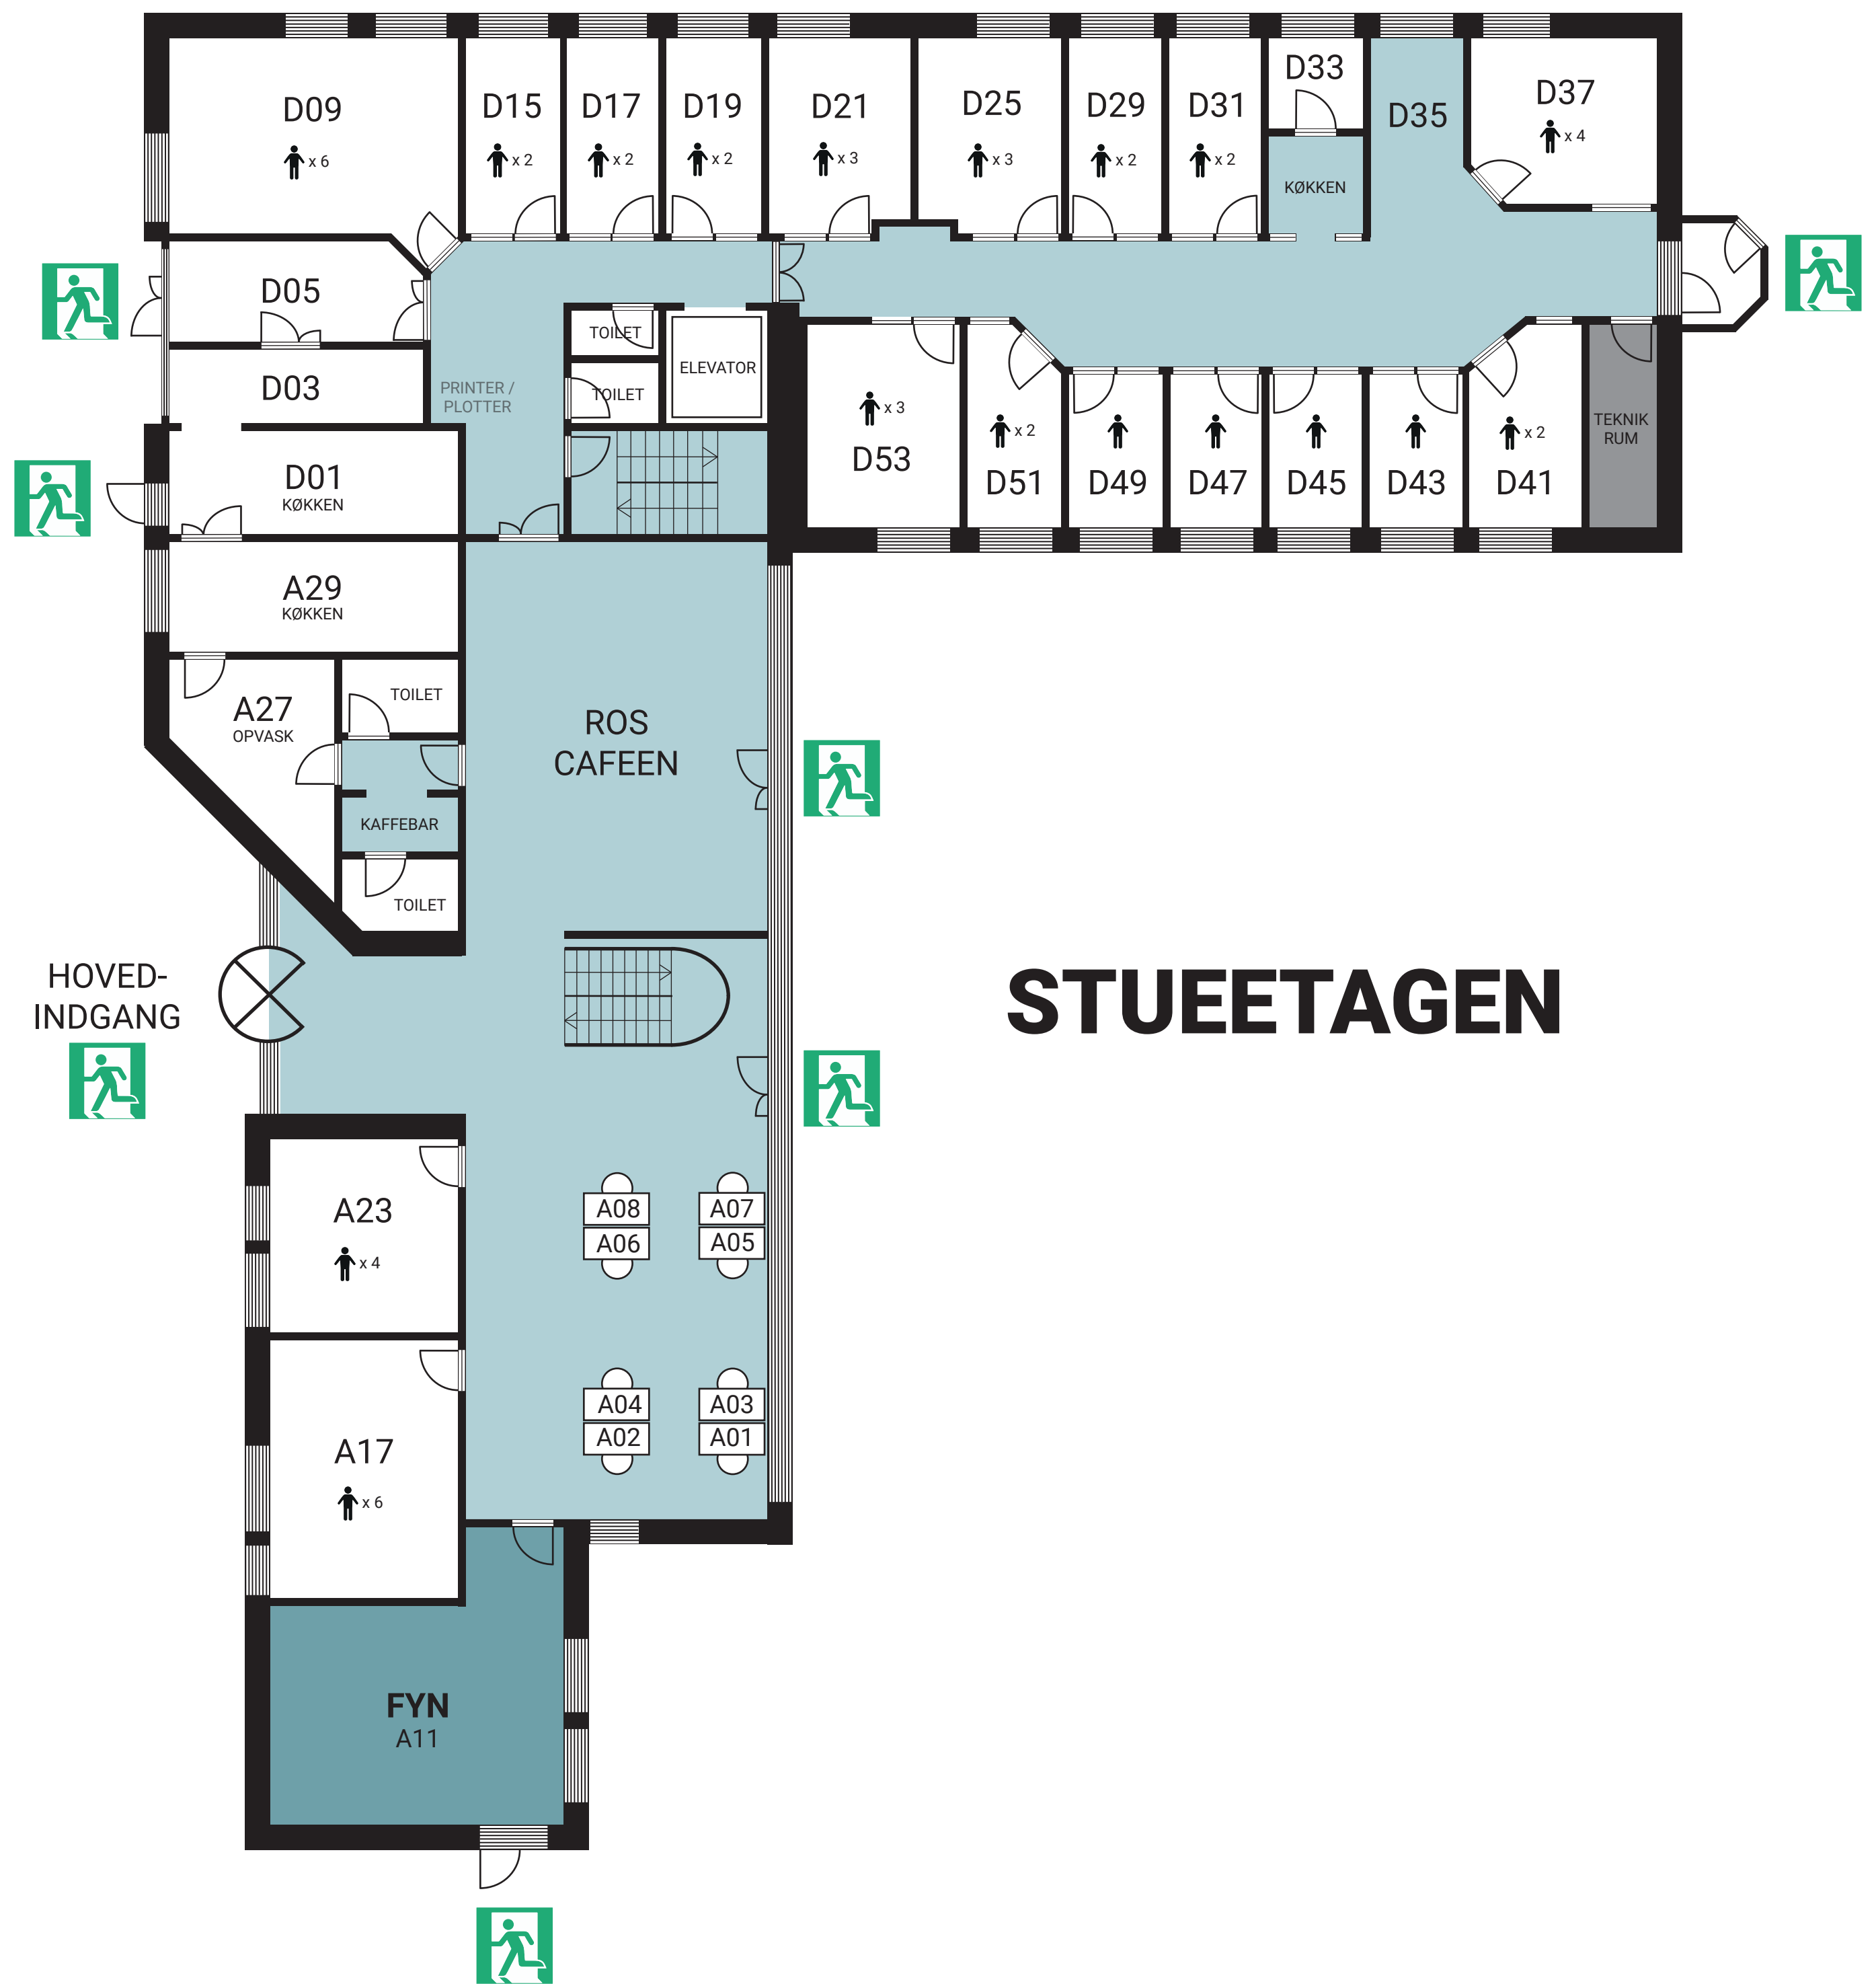 D09
x 6
D15
x 2
D17
x 2
D19
x 2
D21
x 3
D25
x 3
D29
x 2
D31
x 2
D33
KØKKEN
D35
D37
x 4
D05
D03
PRINTER /
PLOTTER
TOILET
TOILET
ELEVATOR
D01
KØKKEN
x 3
D53
x 2
D51
D49
D47
D45
D43
x 2
D41
TEKNIK
RUM
A29
KØKKEN
A27
OPVASK
TOILET
KAFFEBAR
TOILET
ROS
CAFEEN
HOVED-
INDGANG
STUEETAGEN
A23
x 4
A08
A07
A06
A05
A17
x 6
A04
A03
A02
A01
FYN
A11